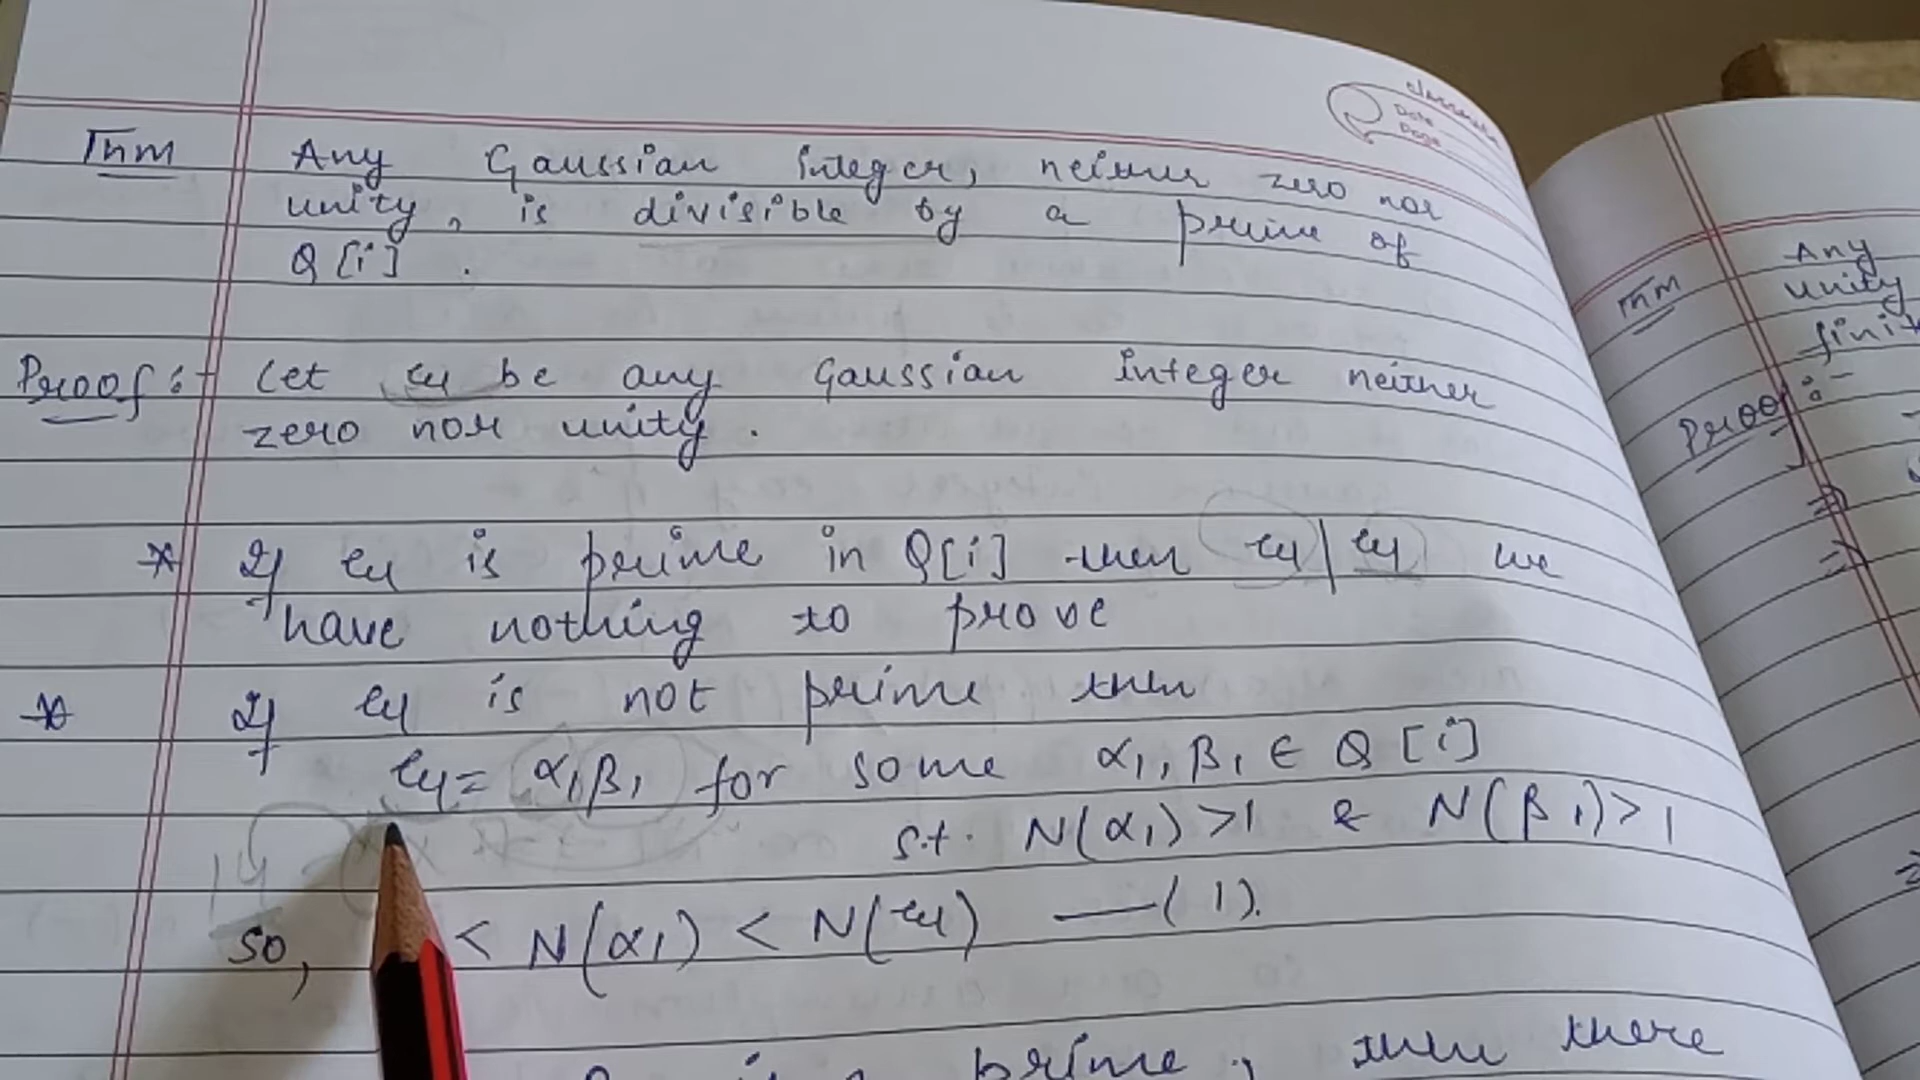 classmate
Date
Page
Thm Any Gaussian integer, neither zero nor
unity, is divisible by a prime of
Q[i].
Proof:- Let ξ be any Gaussian integer neither
zero nor unity.
* If ξ is prime in Q[i] then ξ | ξ we
have nothing to prove
* If ξ is not prime then
ξ = α₁β₁ for some α₁, β₁ ∈ Q[i]
s.t. N(α₁)>1 & N(β₁)>1
so, < N(α₁) < N(ξ) —(1).
prime, then there
Thm Any
unity
Proof:-